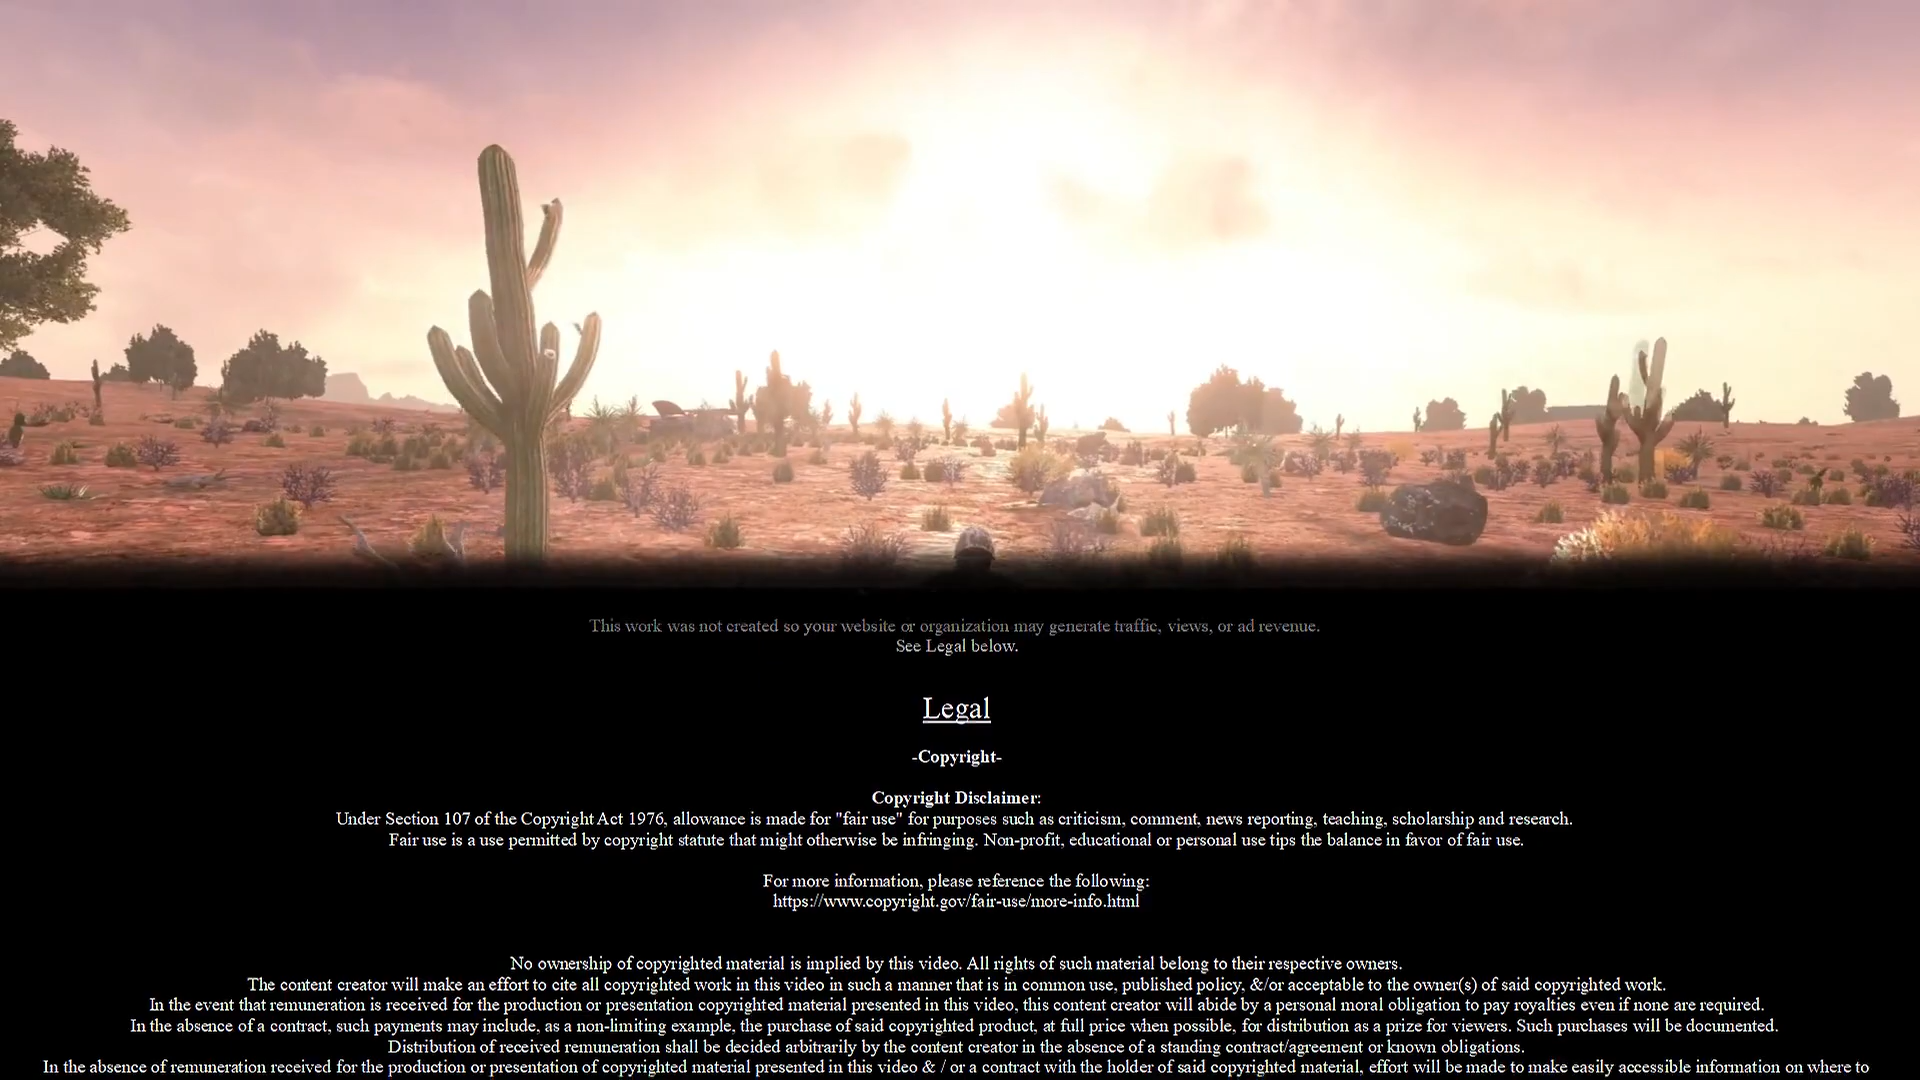 This work was not created so your website or organization may generate traffic, views, or ad revenue.
See Legal below.
Legal
-Copyright-
Copyright Disclaimer:
Under Section 107 of the Copyright Act 1976, allowance is made for "fair use" for purposes such as criticism, comment, news reporting, teaching, scholarship and research.
Fair use is a use permitted by copyright statute that might otherwise be infringing. Non-profit, educational or personal use tips the balance in favor of fair use.
For more information, please reference the following:
https://www.copyright.gov/fair-use/more-info.html
No ownership of copyrighted material is implied by this video. All rights of such material belong to their respective owners.
The content creator will make an effort to cite all copyrighted work in this video in such a manner that is in common use, published policy, &/or acceptable to the owner(s) of said copyrighted work.
In the event that remuneration is received for the production or presentation copyrighted material presented in this video, this content creator will abide by a personal moral obligation to pay royalties even if none are required.
In the absence of a contract, such payments may include, as a non-limiting example, the purchase of said copyrighted product, at full price when possible, for distribution as a prize for viewers. Such purchases will be documented.
Distribution of received remuneration shall be decided arbitrarily by the content creator in the absence of a standing contract/agreement or known obligations.
In the absence of remuneration received for the production or presentation of copyrighted material presented in this video & / or a contract with the holder of said copyrighted material, effort will be made to make easily accessible information on where to